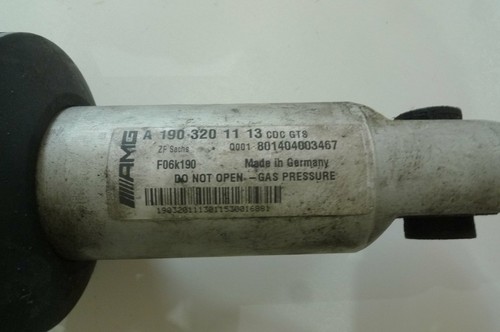 AMG
A 190 320 11 13 CDC GTS
ZF Sachs Q001 801404003467
F06k190 Made in Germany
DO NOT OPEN - GAS PRESSURE